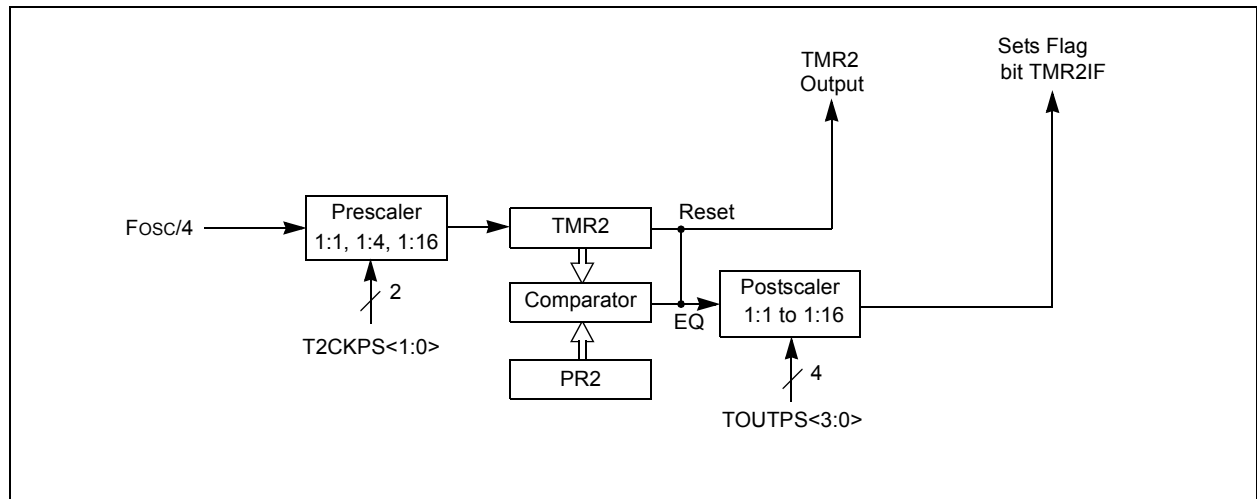 Sets Flag
bit TMR2IF
TMR2
Output
Fosc/4
Prescaler
1:1, 1:4, 1:16
2
T2CKPS<1:0>
TMR2
Reset
Comparator
EQ
PR2
Postscaler
1:1 to 1:16
4
TOUTPS<3:0>